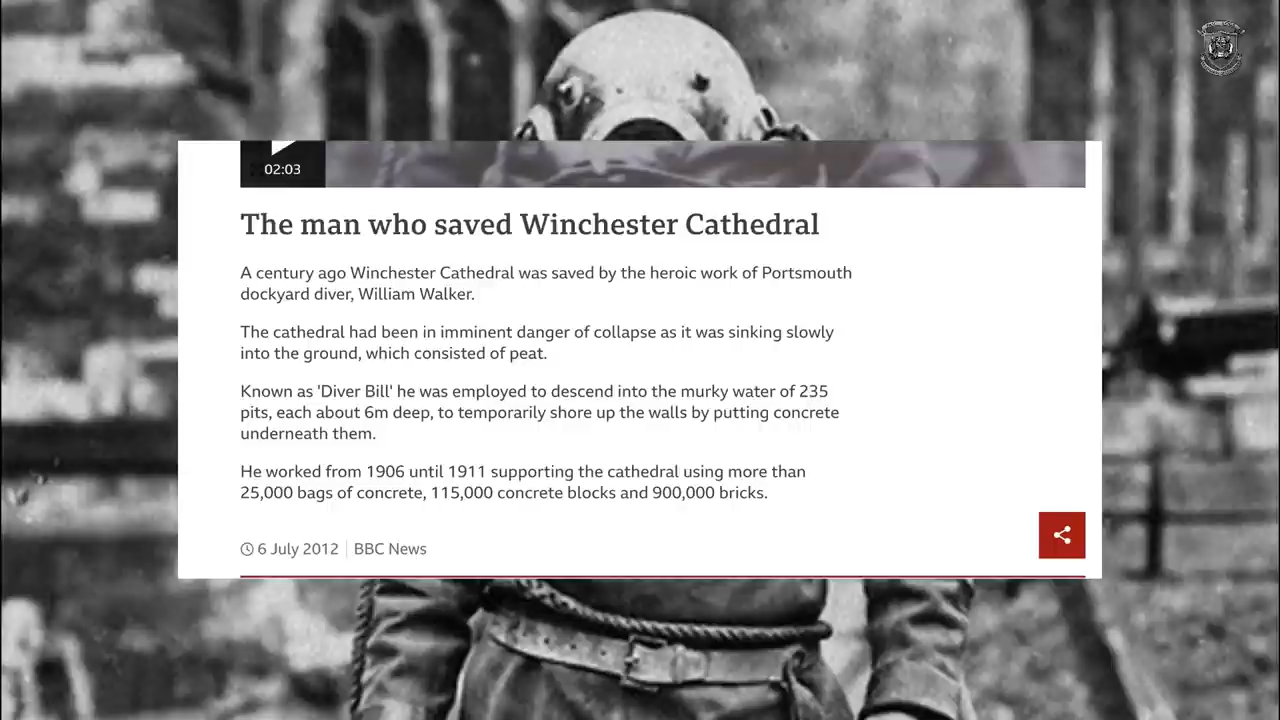 02:03
The man who saved Winchester Cathedral
A century ago Winchester Cathedral was saved by the heroic work of Portsmouth
dockyard diver, William Walker.
The cathedral had been in imminent danger of collapse as it was sinking slowly
into the ground, which consisted of peat.
Known as 'Diver Bill' he was employed to descend into the murky water of 235
pits, each about 6m deep, to temporarily shore up the walls by putting concrete
underneath them.
He worked from 1906 until 1911 supporting the cathedral using more than
25,000 bags of concrete, 115,000 concrete blocks and 900,000 bricks.
6 July 2012 | BBC News